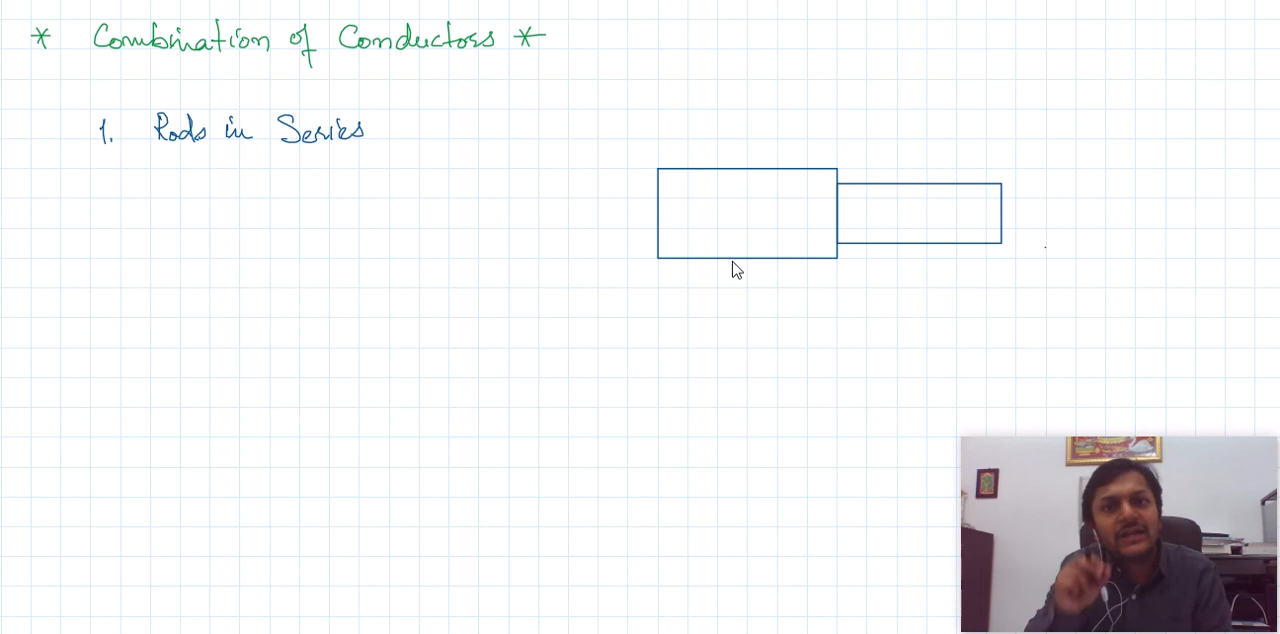 * Combination of Conductors *
1. Rods in Series